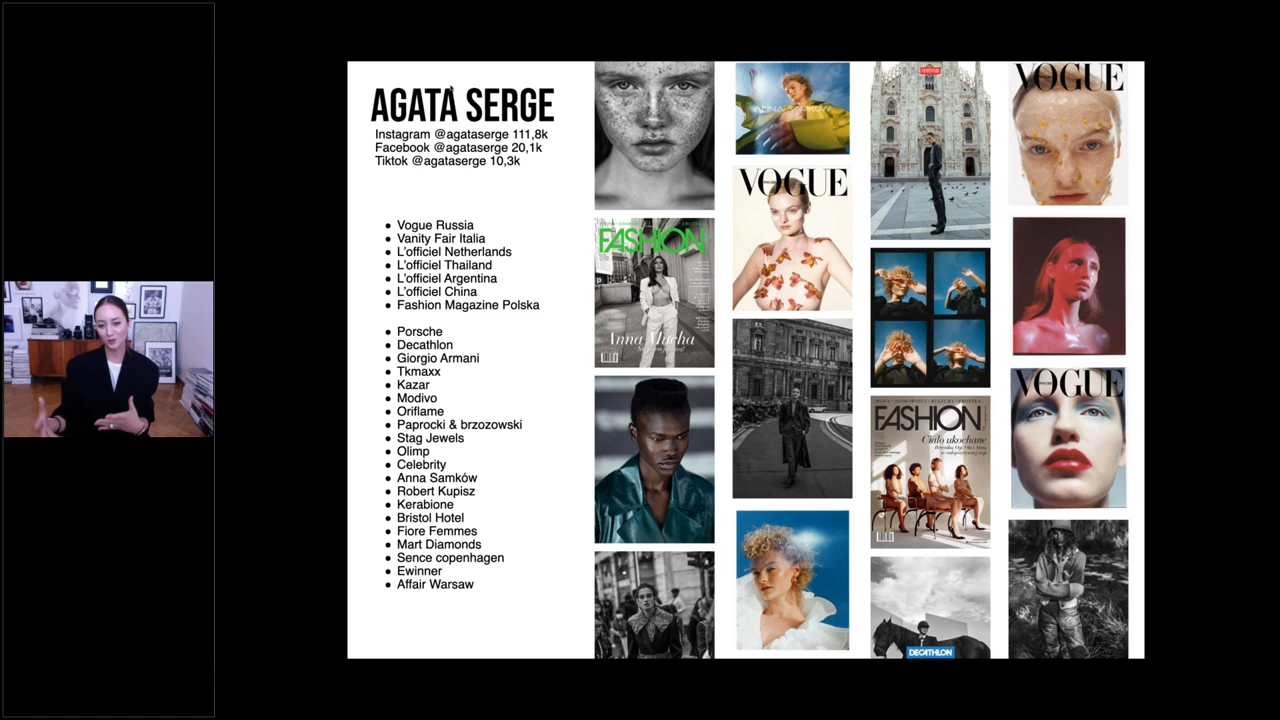 AGATA SERGE
Instagram @agataserge 111,8k
Facebook @agataserge 20,1k
Tiktok @agataserge 10,3k
Vogue Russia
Vanity Fair Italia
L'officiel Netherlands
L'officiel Thailand
L'officiel Argentina
L'officiel China
Fashion Magazine Polska
Porsche
Decathlon
Giorgio Armani
Tkmaxx
Kazar
Modivo
Oriflame
Paprocki & brzozowski
Stag Jewels
Olimp
Celebrity
Anna Samków
Robert Kupisz
Kerabione
Bristol Hotel
Fiore Femmes
Mart Diamonds
Sence copenhagen
Ewinner
Affair Warsaw
FASHION
Anna Mucha
ANNA SAMKÓW
VOGUE
FASHION
Ciało ukochane
DECATHLON
VOGUE
VOGUE